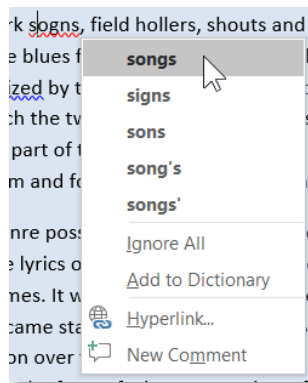 rk sogns, field hollers, shouts and
e blues f
songs
ized by t
signs
ch the tw
sons
part of t
song's
m and fo
songs'
nre poss
Ignore All
e lyrics o
Add to Dictionary
mes. It w
Hyperlink...
came sta
New Comment
on over